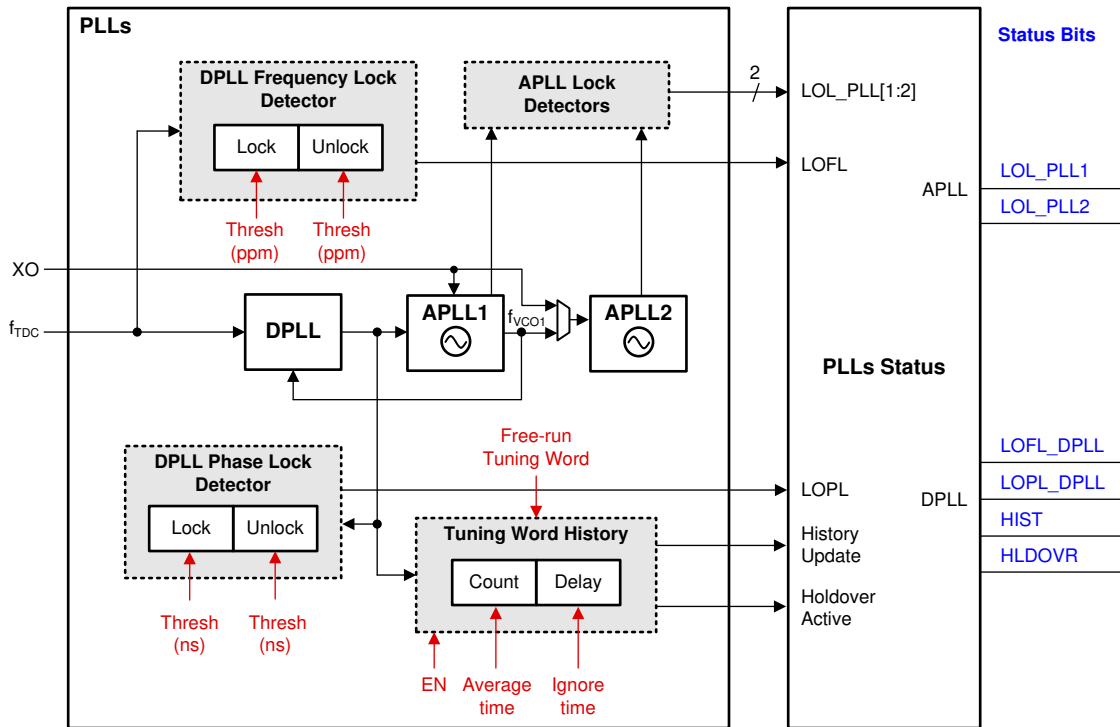 PLLs
Status Bits
DPLL Frequency Lock
Detector
Lock
Unlock
Thresh
(ppm)
Thresh
(ppm)
APLL Lock
Detectors
2
LOL_PLL[1:2]
LOFL
APLL
LOL_PLL1
LOL_PLL2
XO
fTDC
DPLL
APLL1
fVCO1
APLL2
PLLs Status
DPLL Phase Lock
Detector
Lock
Unlock
Thresh
(ns)
Thresh
(ns)
Free-run
Tuning Word
Tuning Word History
Count
Delay
EN
Average
time
Ignore
time
LOPL
History
Update
Holdover
Active
DPLL
LOFL_DPLL
LOPL_DPLL
HIST
HLDOVR